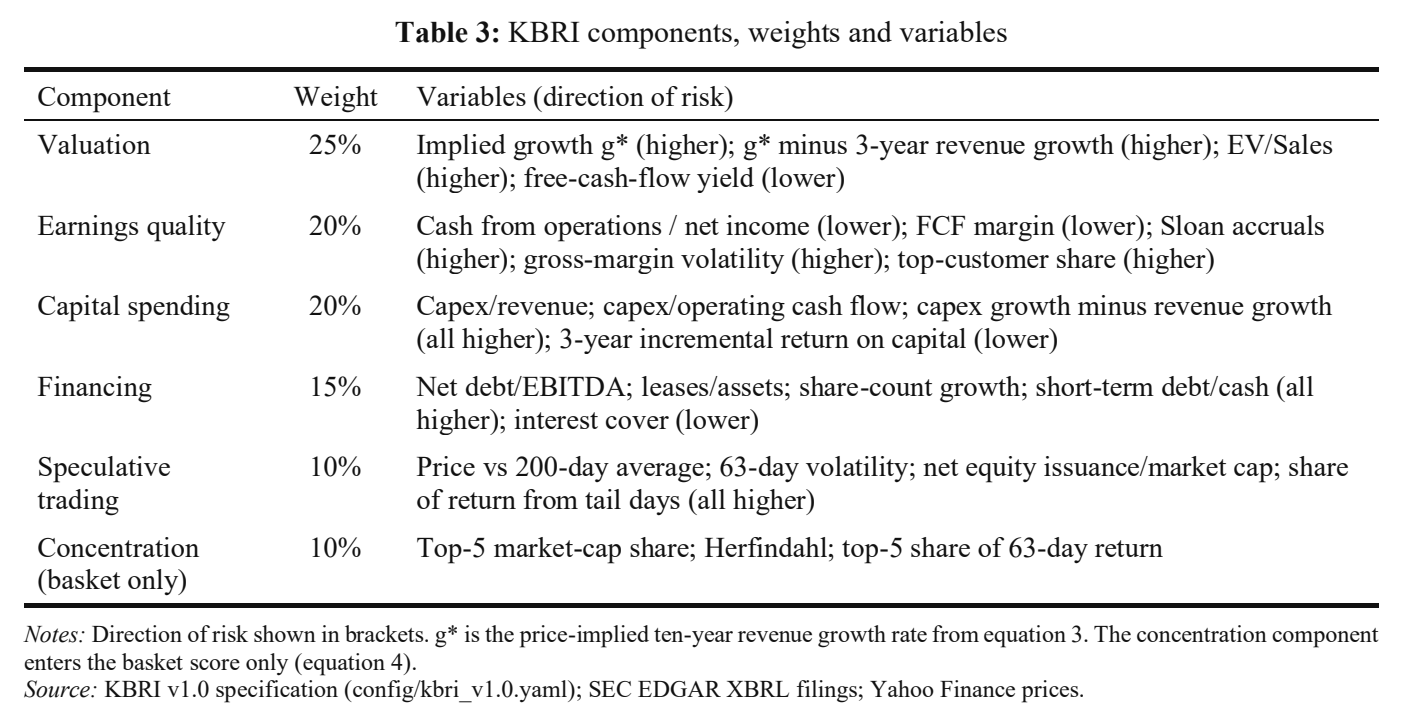 Table 3: KBRI components, weights and variables
Component Weight Variables (direction of risk)
Valuation 25% Implied growth g* (higher); g* minus 3-year revenue growth (higher); EV/Sales
(higher); free-cash-flow yield (lower)
Earnings quality 20% Cash from operations / net income (lower); FCF margin (lower); Sloan accruals
(higher); gross-margin volatility (higher); top-customer share (higher)
Capital spending 20% Capex/revenue; capex/operating cash flow; capex growth minus revenue growth
(all higher); 3-year incremental return on capital (lower)
Financing 15% Net debt/EBITDA; leases/assets; share-count growth; short-term debt/cash (all
higher); interest cover (lower)
Speculative 10% Price vs 200-day average; 63-day volatility; net equity issuance/market cap; share
trading of return from tail days (all higher)
Concentration 10% Top-5 market-cap share; Herfindahl; top-5 share of 63-day return
(basket only)
Notes: Direction of risk shown in brackets. g* is the price-implied ten-year revenue growth rate from equation 3. The concentration component
enters the basket score only (equation 4).
Source: KBRI v1.0 specification (config/kbri_v1.0.yaml); SEC EDGAR XBRL filings; Yahoo Finance prices.